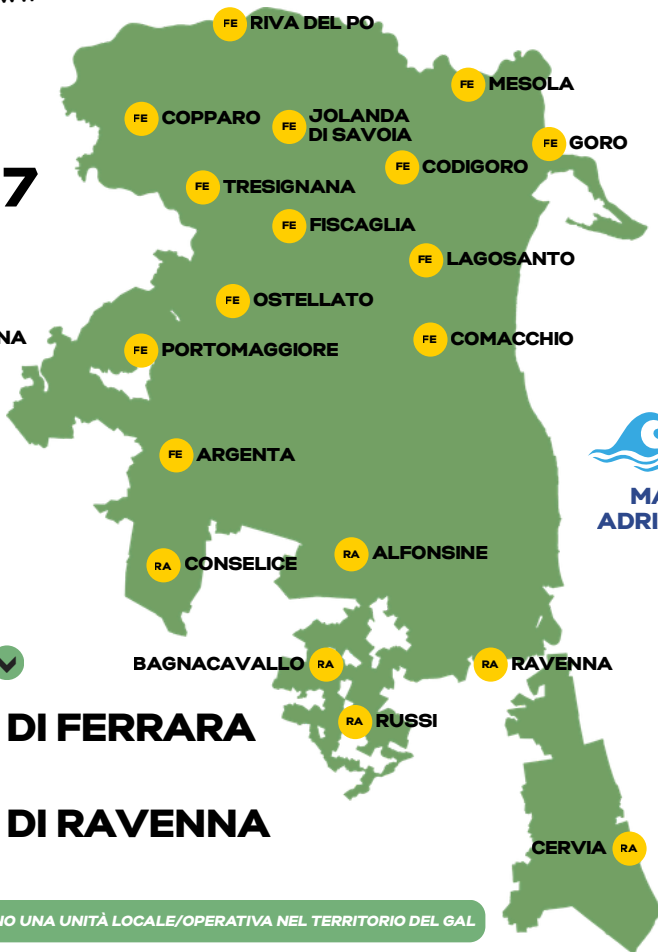 FE RIVA DEL PO
FE MESOLA
FE COPPARO
FE JOLANDA
DI SAVOIA
FE GORO
FE CODIGORO
7
FE TRESIGNANA
FE FISCAGLIA
FE LAGOSANTO
FE OSTELLATO
NA
FE COMACCHIO
FE PORTOMAGGIORE
FE ARGENTA
MA
ADRI
RA ALFONSINE
RA CONSELICE
BAGNACAVALLO RA
RA RAVENNA
RA RUSSI
DI FERRARA
DI RAVENNA
CERVIA RA
NO UNA UNITÀ LOCALE/OPERATIVA NEL TERRITORIO DEL GAL